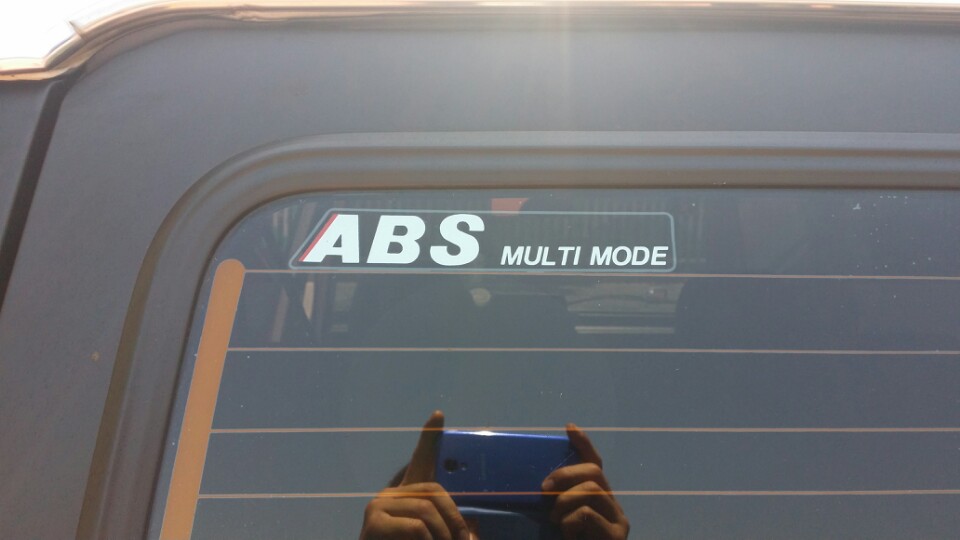 ABS MULTI MODE